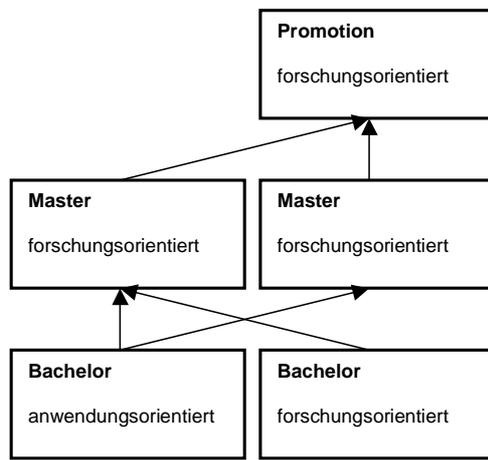 Promotion
forschungsorientiert
Master
forschungsorientiert
Master
forschungsorientiert
Bachelor
anwendungsorientiert
Bachelor
forschungsorientiert